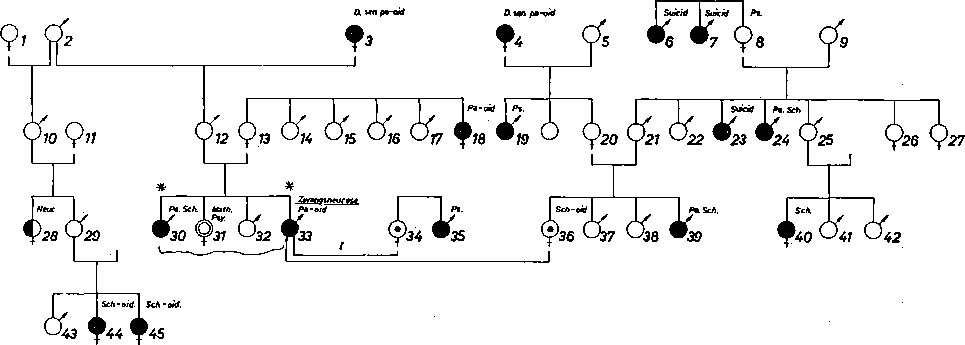 D. sen pa-oid D. sen pa-oid Suicid Suicid Ps.
1 2 3 4 5 6 7 8 9
Pa-oid Ps. Suicid Ps. Sch
10 11 12 13 14 15 16 17 18 19 20 21 22 23 24 25 26 27
* * Zwangsneurose
Neur. Ps. Sch. Math. Pa-oid Ps. Sch-oid Ps. Sch. Sch.
Psy.
28 29 30 31 32 33 34 35 36 37 38 39 40 41 42
Sch-oid. Sch-oid.
43 44 45